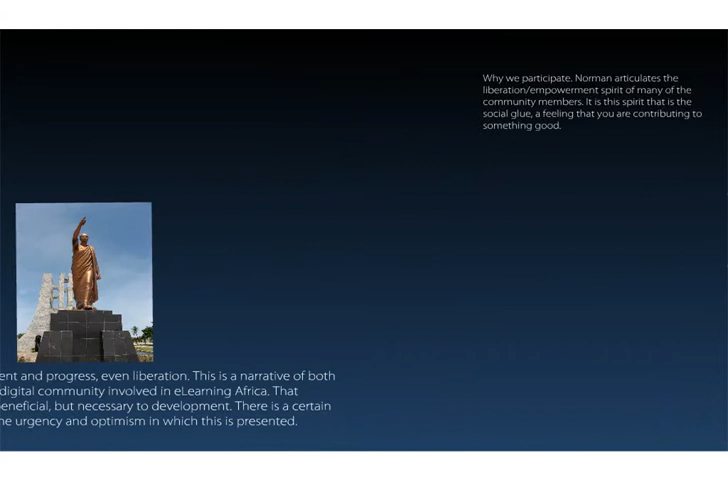 Why we participate. Norman articulates the
liberation/empowerment spirit of many of the
community members. It is this spirit that is the
social glue, a feeling that you are contributing to
something good.
ent and progress, even liberation. This is a narrative of both
digital community involved in eLearning Africa. That
eneficial, but necessary to development. There is a certain
ne urgency and optimism in which this is presented.